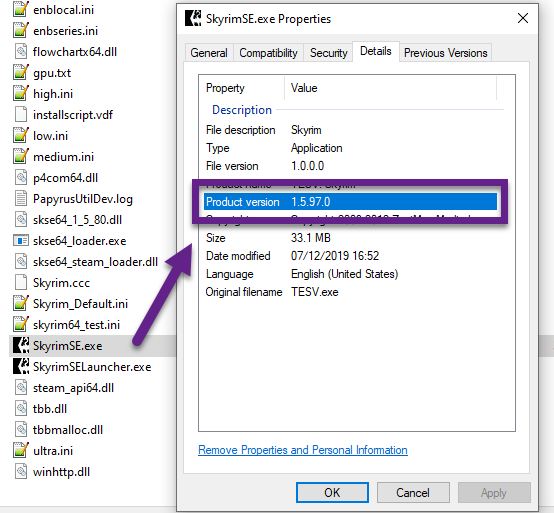 enblocal.ini
enbseries.ini
flowchartx64.dll
gpu.txt
high.ini
installscript.vdf
low.ini
medium.ini
p4com64.dll
PapyrusUtilDev.log
skse64_1_5_80.dll
skse64_loader.exe
skse64_steam_loader.dll
Skyrim.ccc
Skyrim_Default.ini
skyrim64_test.ini
SkyrimSE.exe
SkyrimSELauncher.exe
steam_api64.dll
tbb.dll
tbbmalloc.dll
ultra.ini
winhttp.dll
SkyrimSE.exe Properties
General Compatibility Security Details Previous Versions
Property Value
Description
File description Skyrim
Type Application
File version 1.0.0.0
Product name TESV: Skyrim
Product version 1.5.97.0
Size 33.1 MB
Date modified 07/12/2019 16:52
Language English (United States)
Original filename TESV.exe
Remove Properties and Personal Information
OK Cancel Apply